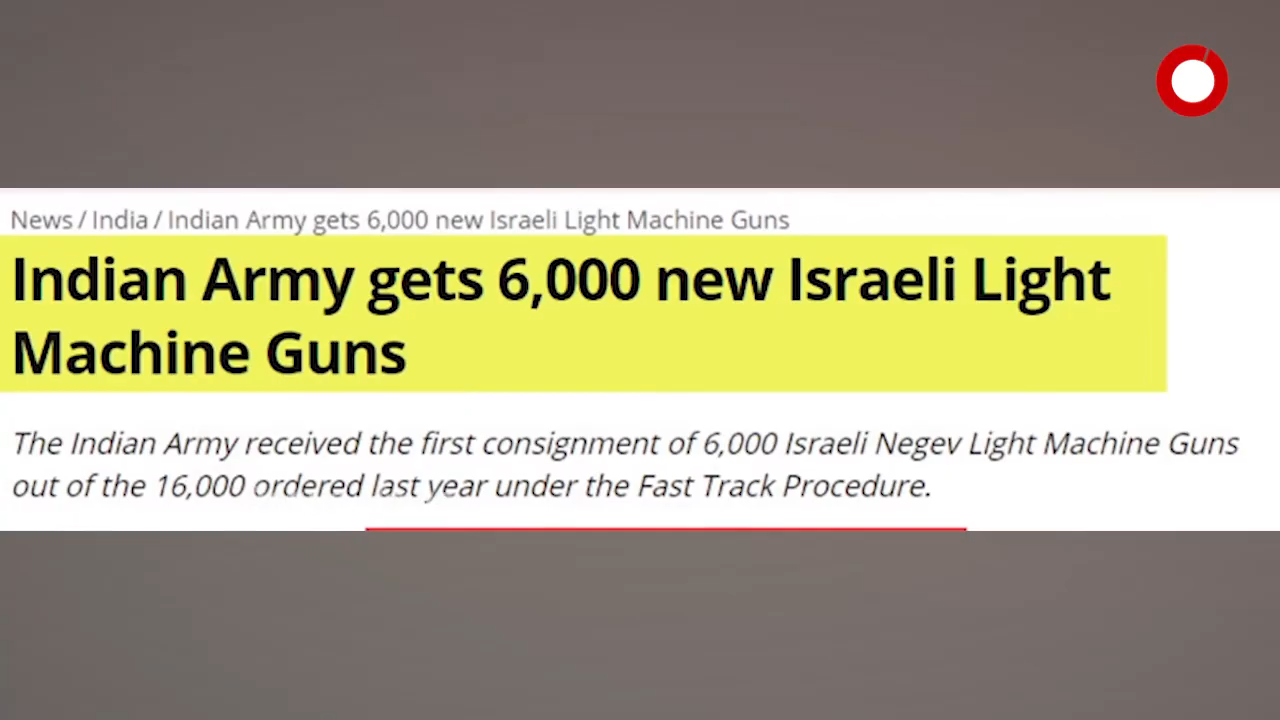 News / India / Indian Army gets 6,000 new Israeli Light Machine Guns
Indian Army gets 6,000 new Israeli Light
Machine Guns
The Indian Army received the first consignment of 6,000 Israeli Negev Light Machine Guns
out of the 16,000 ordered last year under the Fast Track Procedure.